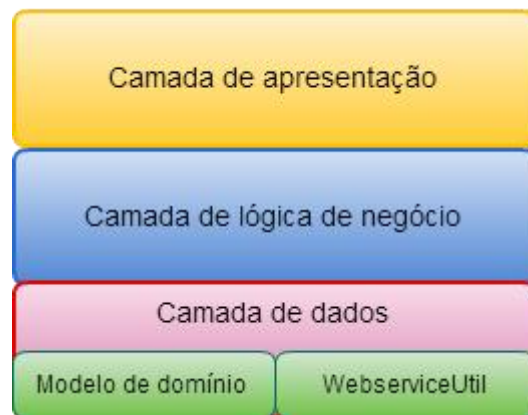 Camada de apresentação
Camada de lógica de negócio
Camada de dados
Modelo de domínio
WebserviceUtil